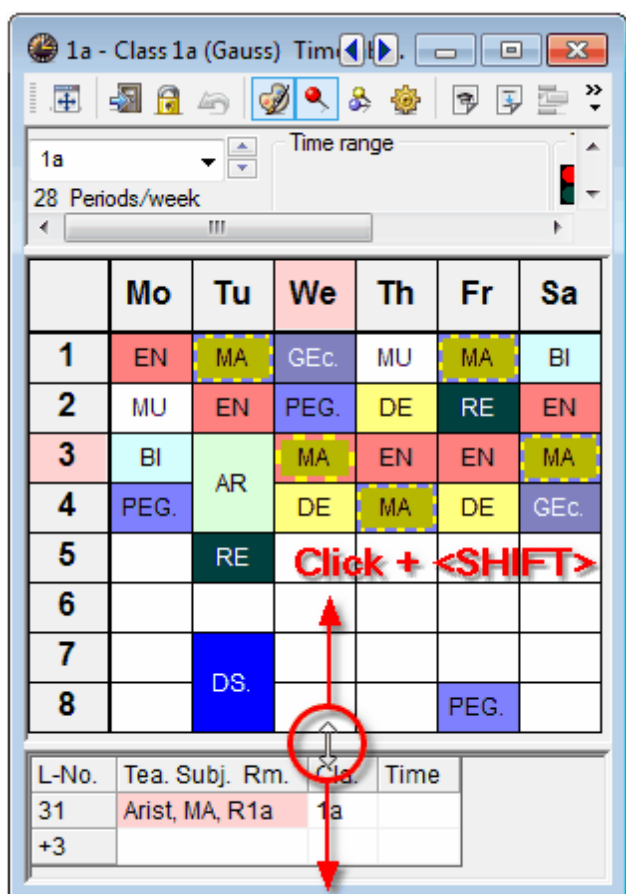 1a - Class 1a (Gauss) Tim
1a
Time range
28 Periods/week
Mo Tu We Th Fr Sa
1 EN MA GEc. MU MA BI
2 MU EN PEG. DE RE EN
3 BI AR MA EN EN MA
4 PEG. DE MA DE GEc.
5 RE Click + <SHIFT>
6
7 DS.
8 PEG.
L-No. Tea. Subj. Rm. Cla. Time
31 Arist, MA, R1a 1a
+3